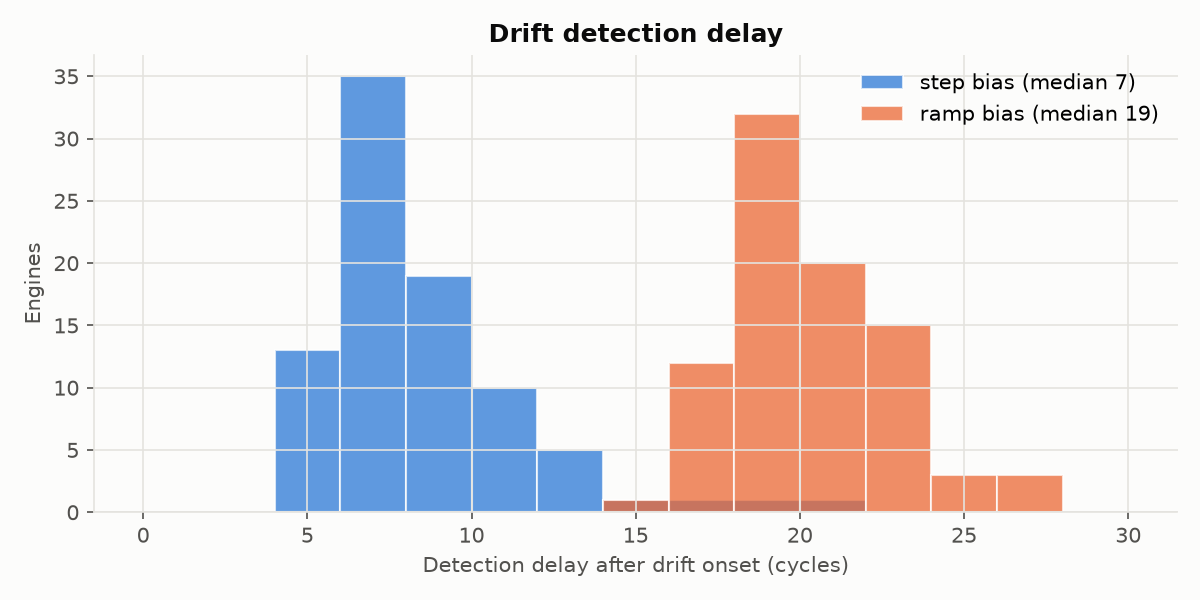 Drift detection delay
step bias (median 7)
ramp bias (median 19)
Engines
35
30
25
20
15
10
5
0
0 5 10 15 20 25 30
Detection delay after drift onset (cycles)